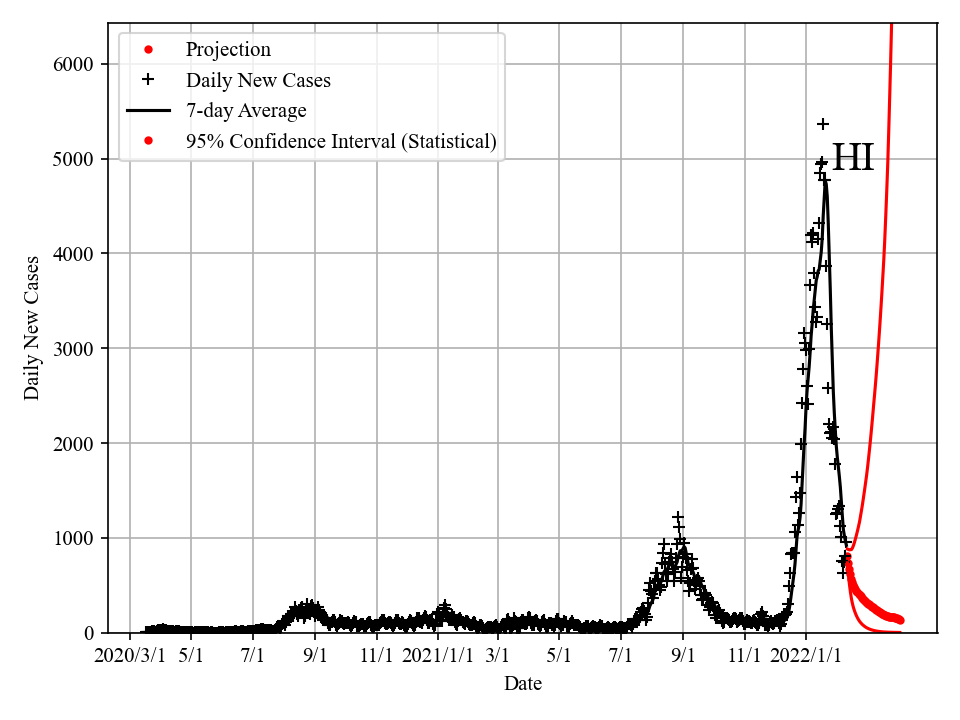 Projection
Daily New Cases
7-day Average
95% Confidence Interval (Statistical)
HI
6000
5000
4000
3000
2000
1000
0
Daily New Cases
2020/3/1 5/1 7/1 9/1 11/1 2021/1/1 3/1 5/1 7/1 9/1 11/1 2022/1/1
Date